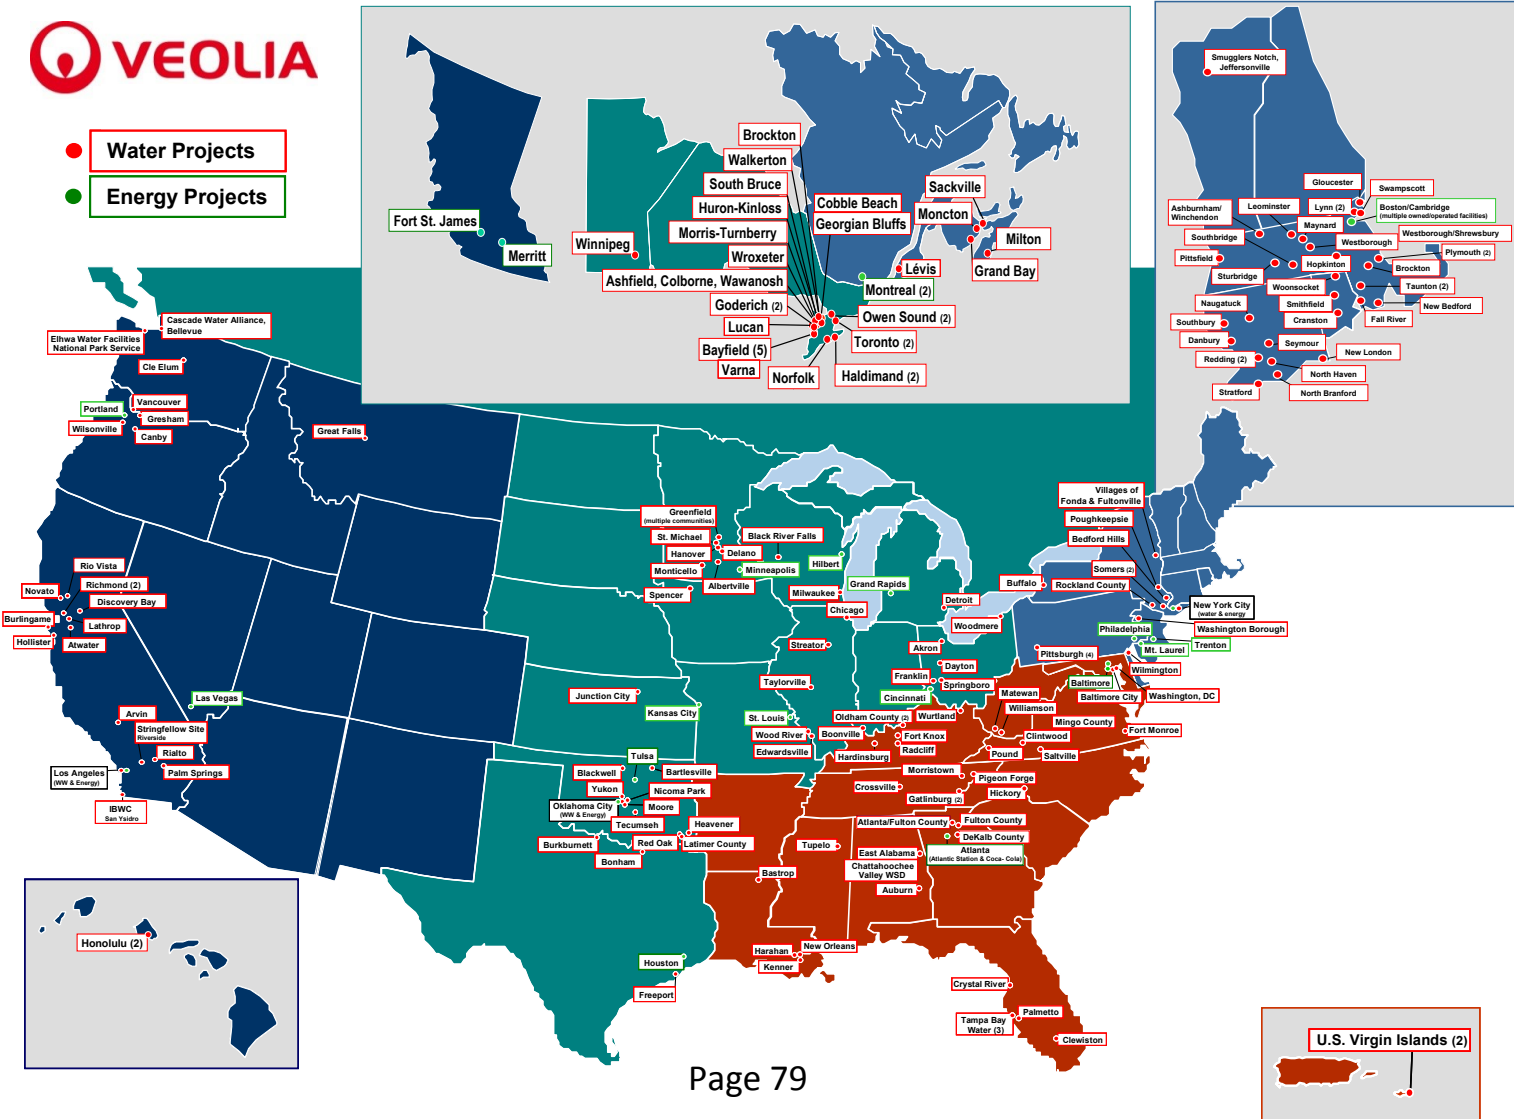 VEOLIA
Water Projects
Energy Projects
Fort St. James
Merritt
Winnipeg
Brockton
Walkerton
South Bruce
Huron-Kinloss
Morris-Turnberry
Wroxeter
Ashfield, Colborne, Wawanosh
Goderich (2)
Lucan
Bayfield (5)
Varna
Norfolk
Cobble Beach
Georgian Bluffs
Sackville
Moncton
Milton
Grand Bay
Lévis
Montreal (2)
Owen Sound (2)
Toronto (2)
Haldimand (2)
Smugglers Notch,
Jeffersonville
Gloucester
Swampscott
Lynn (2)
Boston/Cambridge
(multiple owned/operated facilities)
Ashburnham/
Winchendon
Leominster
Maynard
Westborough/Shrewsbury
Southbridge
Westborough
Plymouth (2)
Pittsfield
Hopkinton
Brockton
Sturbridge
Woonsocket
Taunton (2)
Naugatuck
Smithfield
New Bedford
Southbury
Cranston
Fall River
Danbury
Seymour
New London
Redding (2)
North Haven
Stratford
North Branford
Cascade Water Alliance,
Bellevue
Elhwa Water Facilities
National Park Service
Cle Elum
Portland
Vancouver
Gresham
Wilsonville
Canby
Great Falls
Rio Vista
Richmond (2)
Novato
Discovery Bay
Burlingame
Lathrop
Hollister
Atwater
Las Vegas
Arvin
Stringfellow Site
Riverside
Rialto
Los Angeles
(WW & Energy)
Palm Springs
IBWC
San Ysidro
Greenfield
(multiple communities)
St. Michael
Black River Falls
Hanover
Delano
Monticello
Minneapolis
Hilbert
Albertville
Spencer
Grand Rapids
Milwaukee
Chicago
Detroit
Woodmere
Buffalo
Streator
Akron
Taylorville
Dayton
Franklin
Springboro
Cincinnati
Junction City
Kansas City
St. Louis
Wood River
Edwardsville
Oldham County (2)
Wurtland
Boonville
Fort Knox
Radcliff
Hardinsburg
Matewan
Williamson
Mingo County
Clintwood
Pound
Saltville
Fort Monroe
Villages of
Fonda & Fultonville
Poughkeepsie
Bedford Hills
Somers (2)
Rockland County
New York City
(water & energy
Washington Borough
Philadelphia
Trenton
Mt. Laurel
Pittsburgh (4)
Wilmington
Baltimore
Baltimore City
Washington, DC
Tulsa
Blackwell
Bartlesville
Yukon
Nicoma Park
Oklahoma City
(WW & Energy)
Moore
Tecumseh
Heavener
Burkburnett
Red Oak
Latimer County
Bonham
Morristown
Pigeon Forge
Crossville
Gatlinburg (2)
Hickory
Atlanta/Fulton County
Fulton County
DeKalb County
Tupelo
East Alabama
Atlanta
(Atlantic Station & Coca- Cola)
Chattahoochee
Valley WSD
Bastrop
Auburn
Harahan
New Orleans
Kenner
Houston
Freeport
Crystal River
Palmetto
Tampa Bay
Water (3)
Clewiston
Honolulu (2)
U.S. Virgin Islands (2)
Page 79